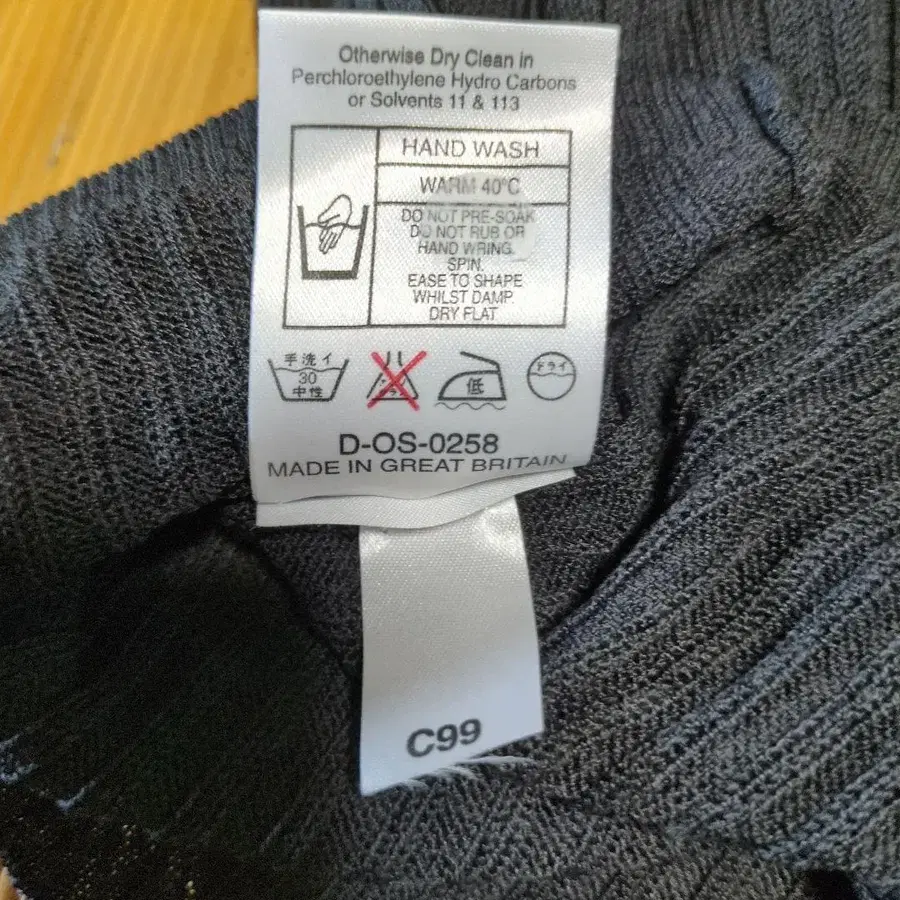 Otherwise Dry Clean in
Perchloroethylene Hydro Carbons
or Solvents 11 & 113
HAND WASH
WARM 40°C
DO NOT PRE-SOAK
DO NOT RUB OR
HAND WRING.
SPIN.
EASE TO SHAPE
WHILST DAMP.
DRY FLAT
手洗イ
30
中性
低
ドライ
D-OS-0258
MADE IN GREAT BRITAIN
C99